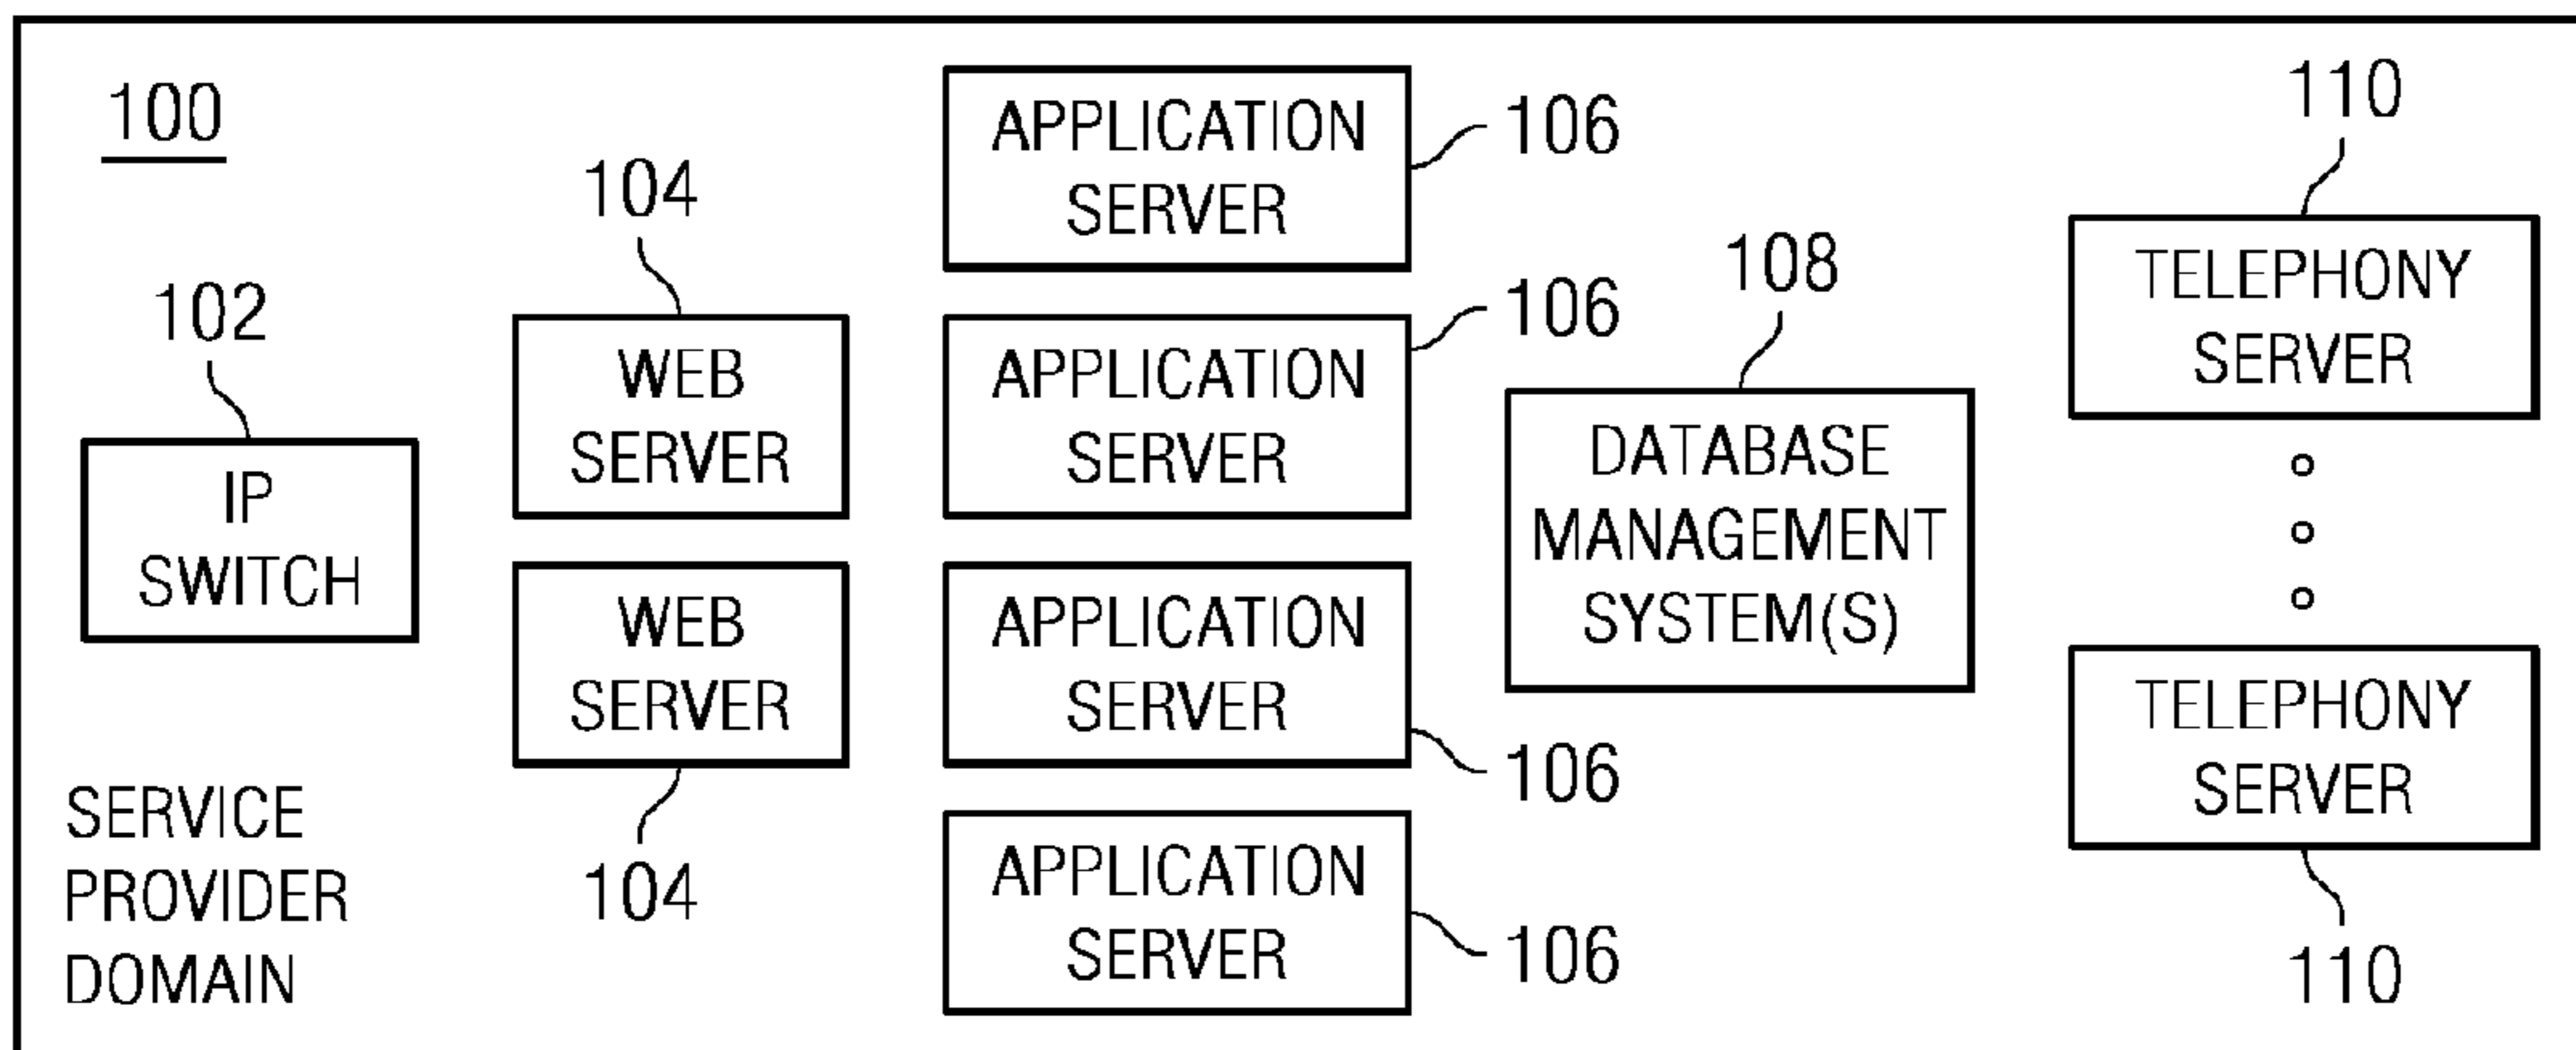 100
102
IP
SWITCH
SERVICE
PROVIDER
DOMAIN
104
WEB
SERVER
WEB
SERVER
104
APPLICATION
SERVER
106
APPLICATION
SERVER
106
APPLICATION
SERVER
106
APPLICATION
SERVER
106
108
DATABASE
MANAGEMENT
SYSTEM(S)
110
TELEPHONY
SERVER
TELEPHONY
SERVER
110